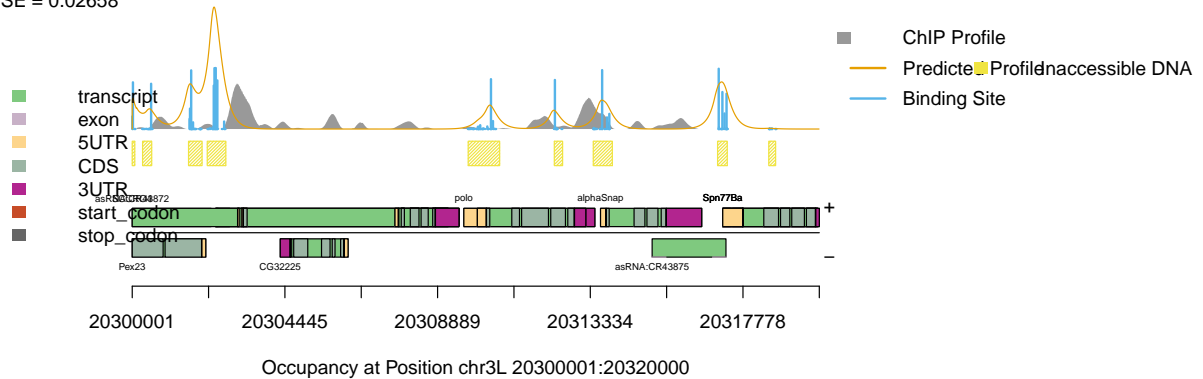 SE = 0.02658
ChIP Profile
Predicted Profile
Inaccessible DNA
Binding Site
transcript
exon
5UTR
CDS
3UTR
start_codon
stop_codon
polo
alphaSnap
Spn77Ba
+
Pex23
CG32225
asRNA:CR43875
–
20300001
20304445
20308889
20313334
20317778
Occupancy at Position chr3L 20300001:20320000